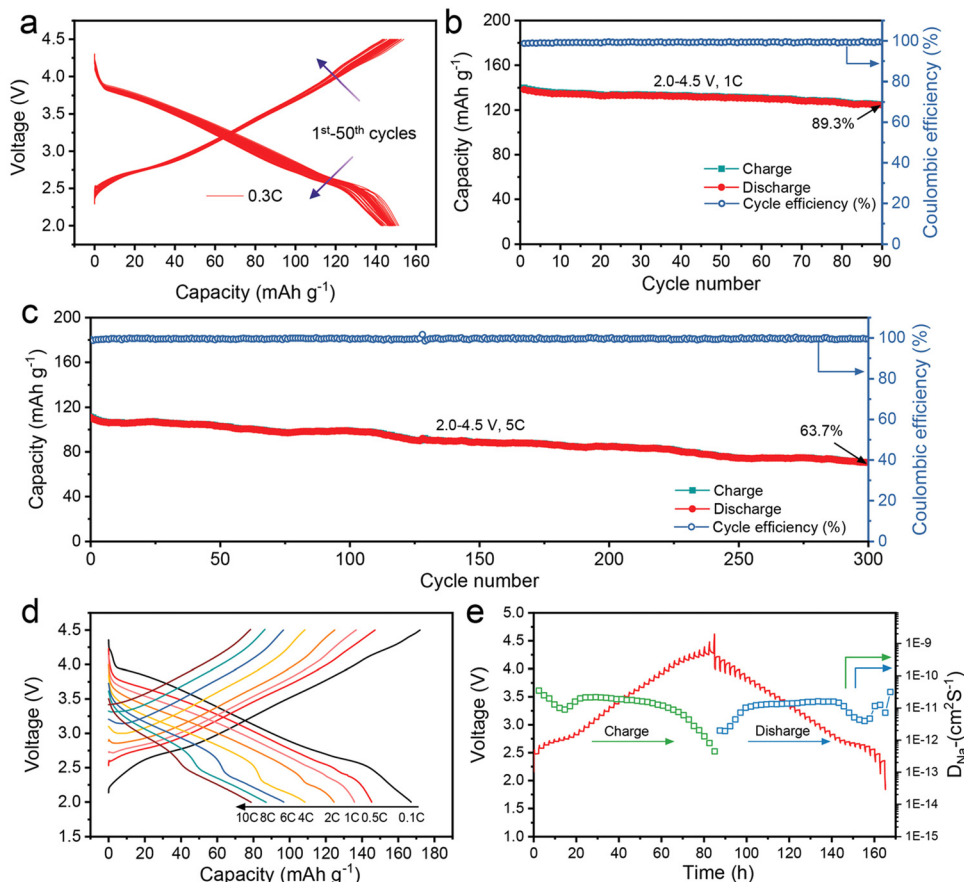 a
4.5
4.0
3.5
3.0
2.5
2.0
Voltage (V)
1st-50th cycles
0.3C
0 20 40 60 80 100 120 140 160
Capacity (mAh g-1)
b
200
160
120
80
40
0
Capacity (mAh g-1)
2.0-4.5 V, 1C
89.3%
Charge
Discharge
Cycle efficiency (%)
100
80
60
40
20
0
Coulombic efficiency (%)
0 10 20 30 40 50 60 70 80 90
Cycle number
c
200
160
120
80
40
0
Capacity (mAh g-1)
2.0-4.5 V, 5C
63.7%
Charge
Discharge
Cycle efficiency (%)
100
80
60
40
20
0
Coulombic efficiency (%)
0 50 100 150 200 250 300
Cycle number
d
4.5
4.0
3.5
3.0
2.5
2.0
1.5
Voltage (V)
10C 8C 6C 4C 2C 1C 0.5C 0.1C
0 20 40 60 80 100 120 140 160 180
Capacity (mAh g-1)
e
5.0
4.5
4.0
3.5
3.0
2.5
2.0
1.5
1.0
Voltage (V)
Charge
Disharge
1E-9
1E-10
1E-11
1E-12
1E-13
1E-14
1E-15
DNa-(cm2S-1)
0 20 40 60 80 100 120 140 160
Time (h)